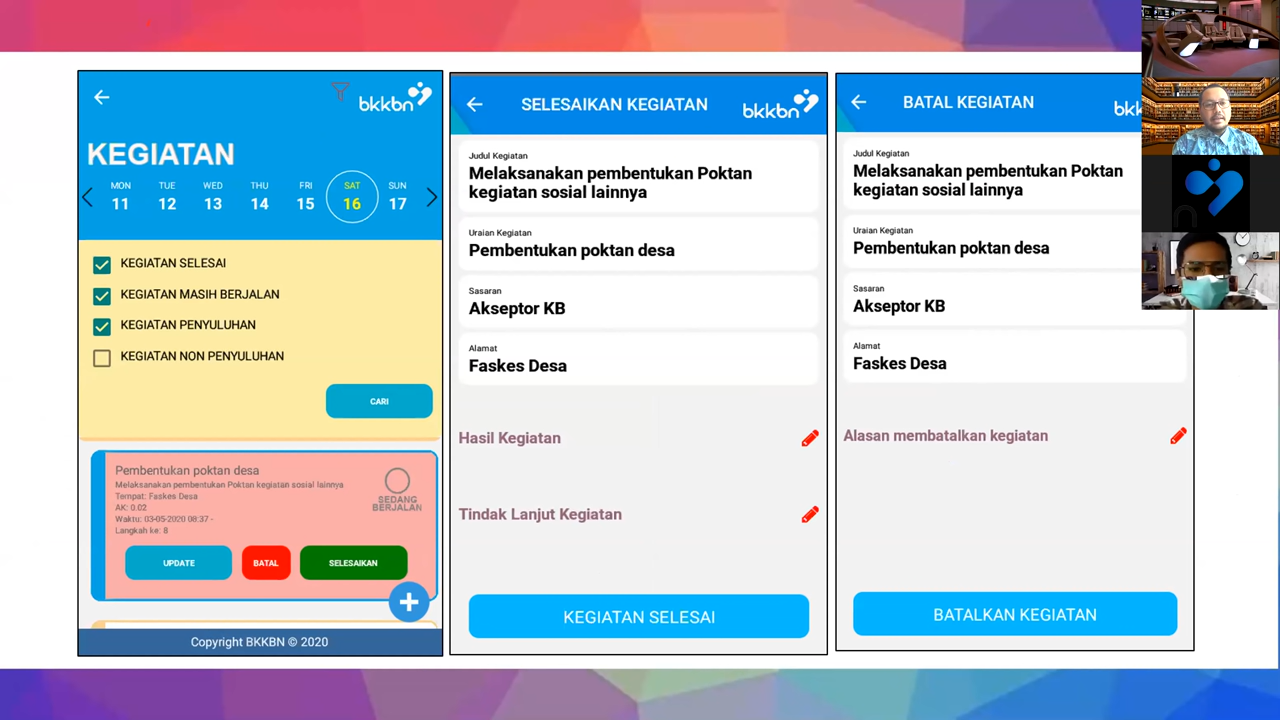 bkkbn
KEGIATAN
MON TUE WED THU FRI SAT SUN
11 12 13 14 15 16 17
KEGIATAN SELESAI
KEGIATAN MASIH BERJALAN
KEGIATAN PENYULUHAN
KEGIATAN NON PENYULUHAN
CARI
Pembentukan poktan desa
Melaksanakan pembentukan Poktan kegiatan sosial lainnya
Tempat: Faskes Desa
AK: 0.02
Waktu: 03-05-2020 08:37 -
Langkah ke: 8
SEDANG
BERJALAN
UPDATE BATAL SELESAIKAN
+
Copyright BKKBN © 2020
SELESAIKAN KEGIATAN bkkbn
Judul Kegiatan
Melaksanakan pembentukan Poktan
kegiatan sosial lainnya
Uraian Kegiatan
Pembentukan poktan desa
Sasaran
Akseptor KB
Alamat
Faskes Desa
Hasil Kegiatan
Tindak Lanjut Kegiatan
KEGIATAN SELESAI
BATAL KEGIATAN bkk
Judul Kegiatan
Melaksanakan pembentukan Poktan
kegiatan sosial lainnya
Uraian Kegiatan
Pembentukan poktan desa
Sasaran
Akseptor KB
Alamat
Faskes Desa
Alasan membatalkan kegiatan
BATALKAN KEGIATAN